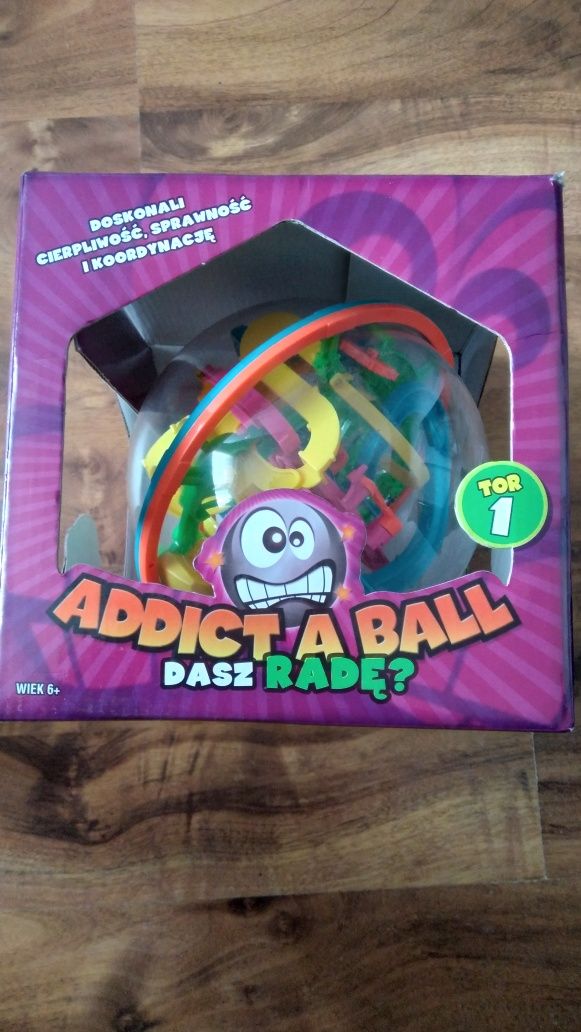 DOSKONALI
CIERPLIWOŚĆ, SPRAWNOŚĆ
I KOORDYNACJĘ
TOR
1
ADDICT A BALL
DASZ RADĘ?
WIEK 6+